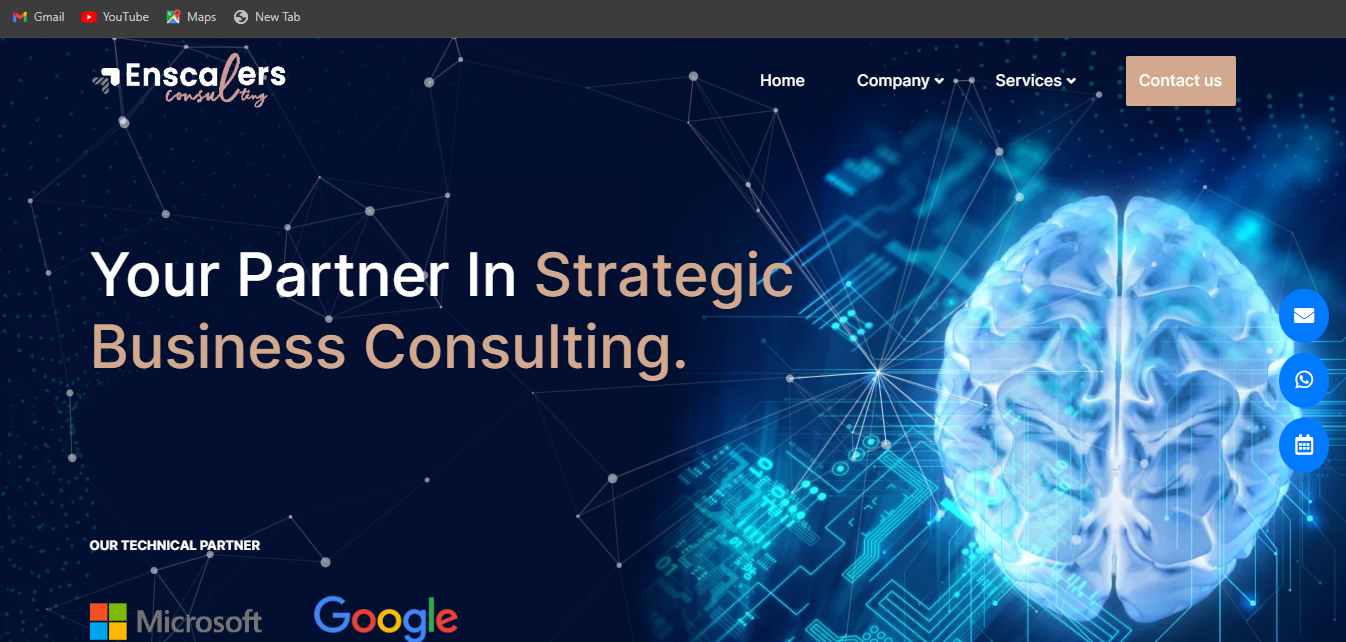 Gmail YouTube Maps New Tab
Enscalers
consulting
Home Company Services Contact us
Your Partner In Strategic
Business Consulting.
OUR TECHNICAL PARTNER
Microsoft Google